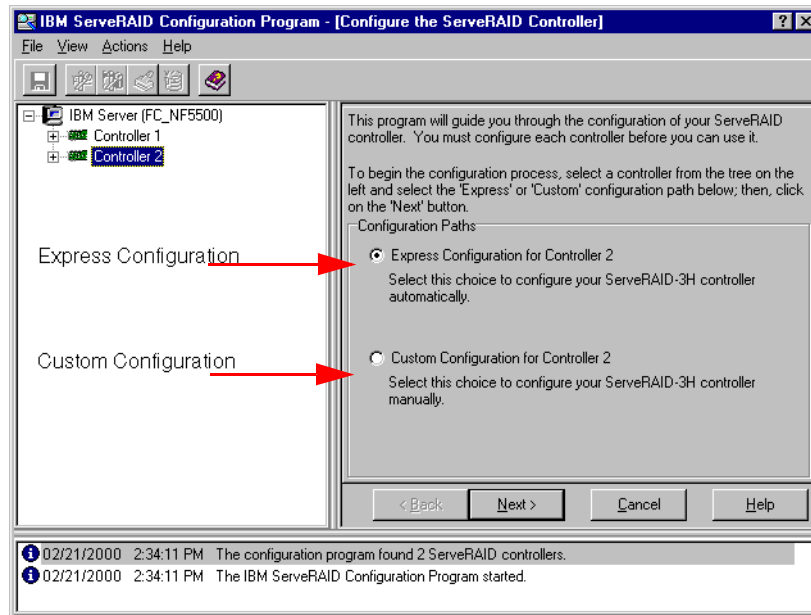 IBM ServeRAID Configuration Program - [Configure the ServeRAID Controller]
File View Actions Help
IBM Server (FC_NF5500)
Controller 1
Controller 2
Express Configuration
Custom Configuration
This program will guide you through the configuration of your ServeRAID
controller. You must configure each controller before you can use it.
To begin the configuration process, select a controller from the tree on the
left and select the 'Express' or 'Custom' configuration path below; then, click
on the 'Next' button.
Configuration Paths
Express Configuration for Controller 2
Select this choice to configure your ServeRAID-3H controller
automatically.
Custom Configuration for Controller 2
Select this choice to configure your ServeRAID-3H controller
manually.
< Back Next > Cancel Help
02/21/2000 2:34:11 PM The configuration program found 2 ServeRAID controllers.
02/21/2000 2:34:11 PM The IBM ServeRAID Configuration Program started.